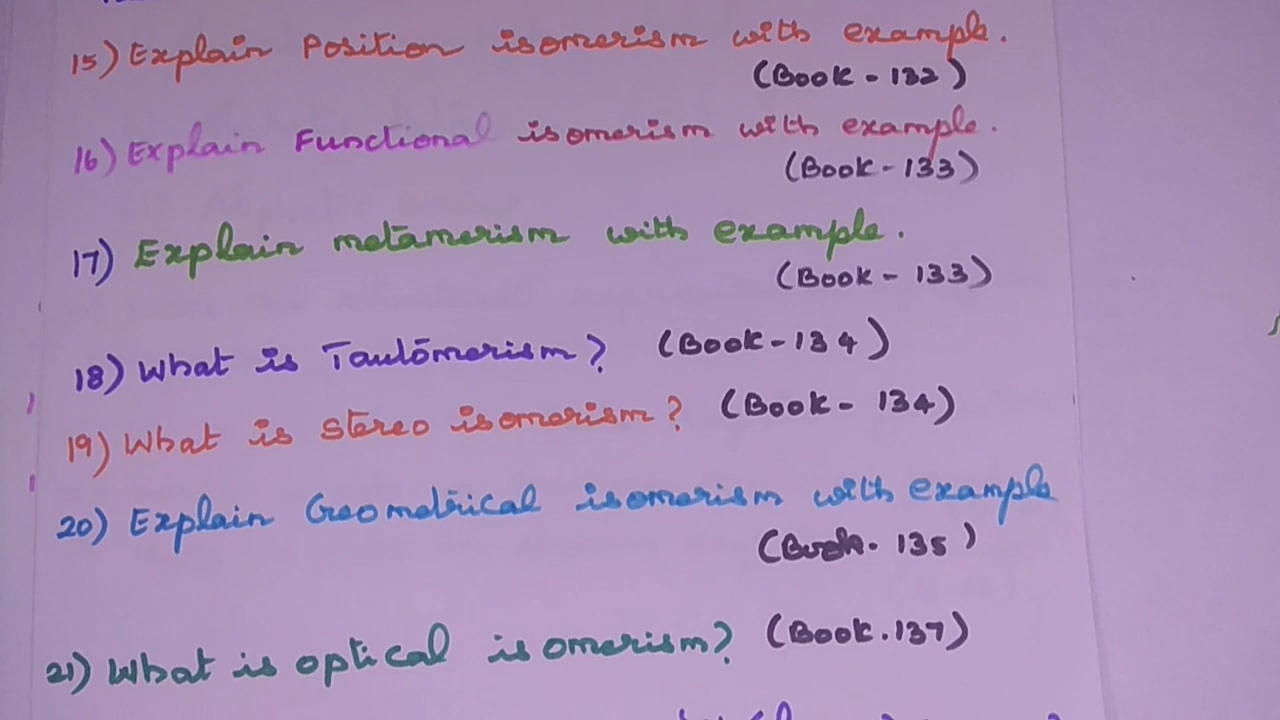 15) Explain Position isomerism with example.
(Book - 132)
16) Explain Functional isomerism with example.
(Book - 133)
17) Explain metamerism with example.
(Book - 133)
18) What is Tautomerism? (Book - 134)
19) What is stereo isomerism? (Book - 134)
20) Explain Geometrical isomerism with example
(Book. 135)
21) What is optical isomerism? (Book. 137)